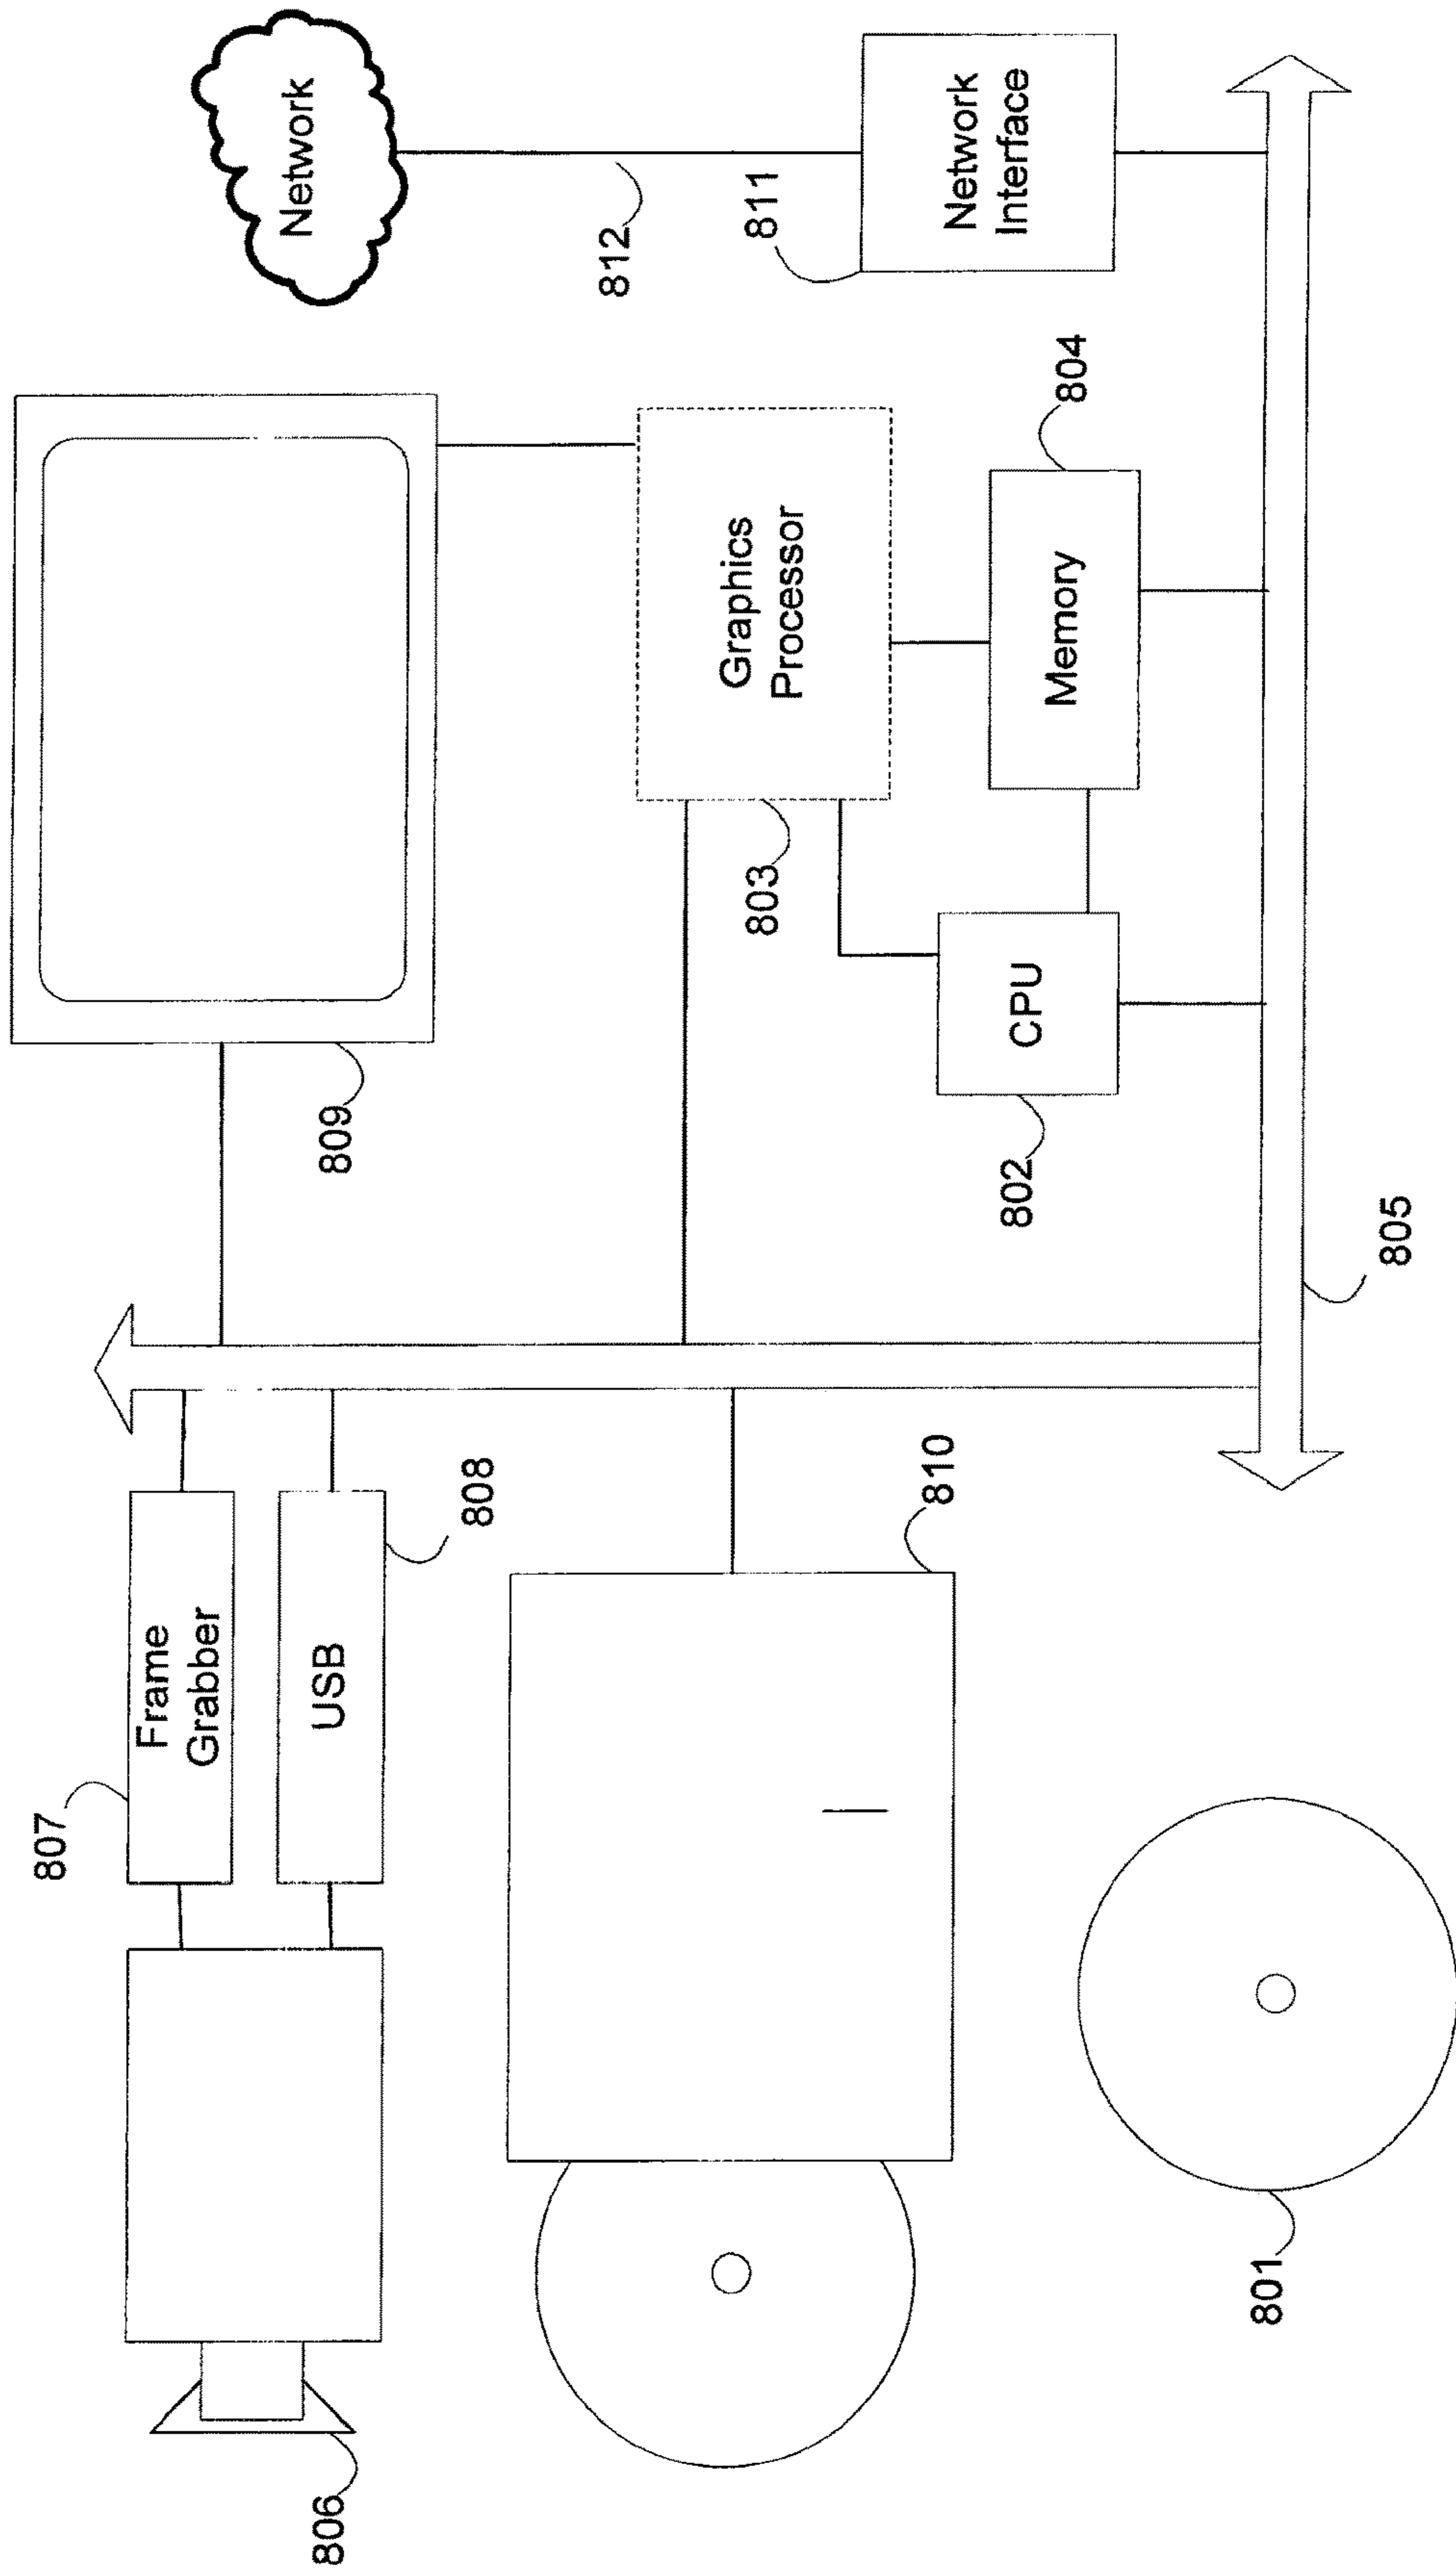 806
807
Frame
Grabber
USB
808
809
Network
812
811
Network
Interface
803
Graphics
Processor
804
Memory
802
CPU
810
805
801